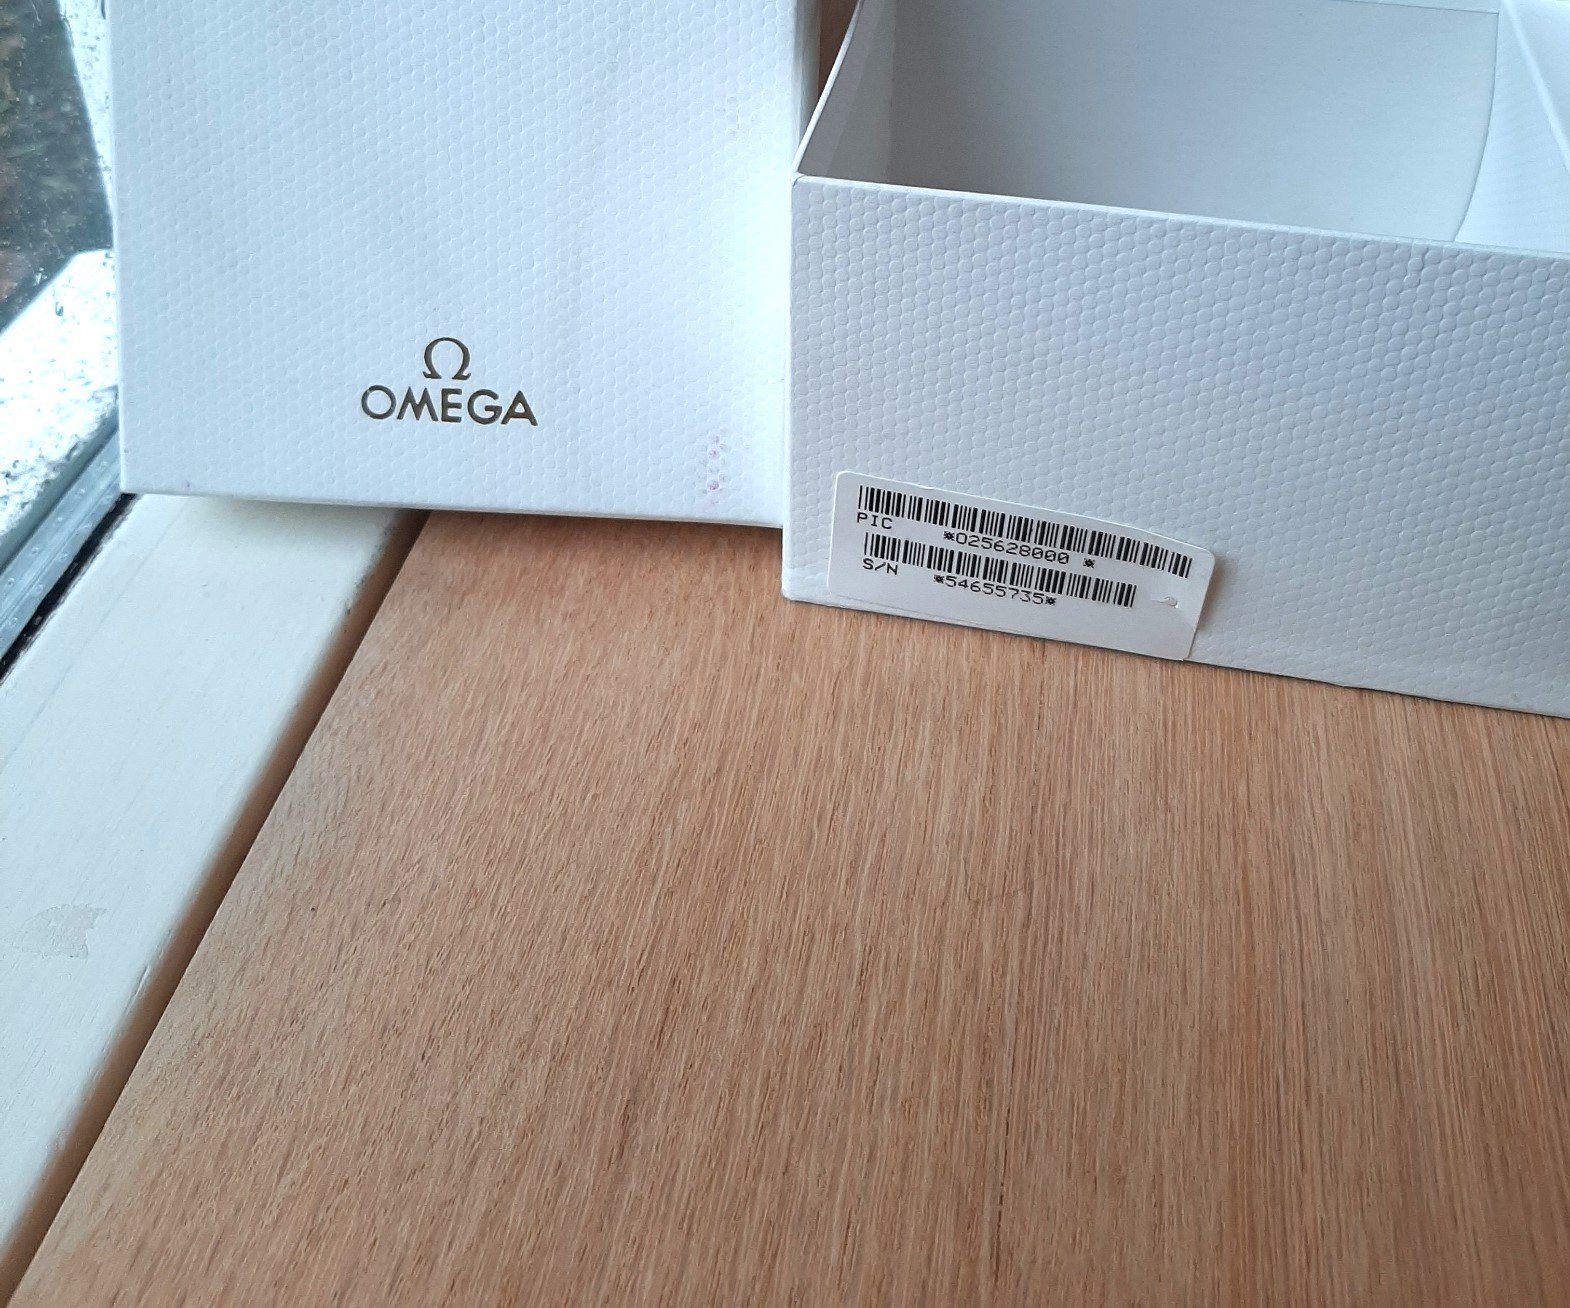 Ω
OMEGA
PIC
*025628000 *
S/N
*54655735*